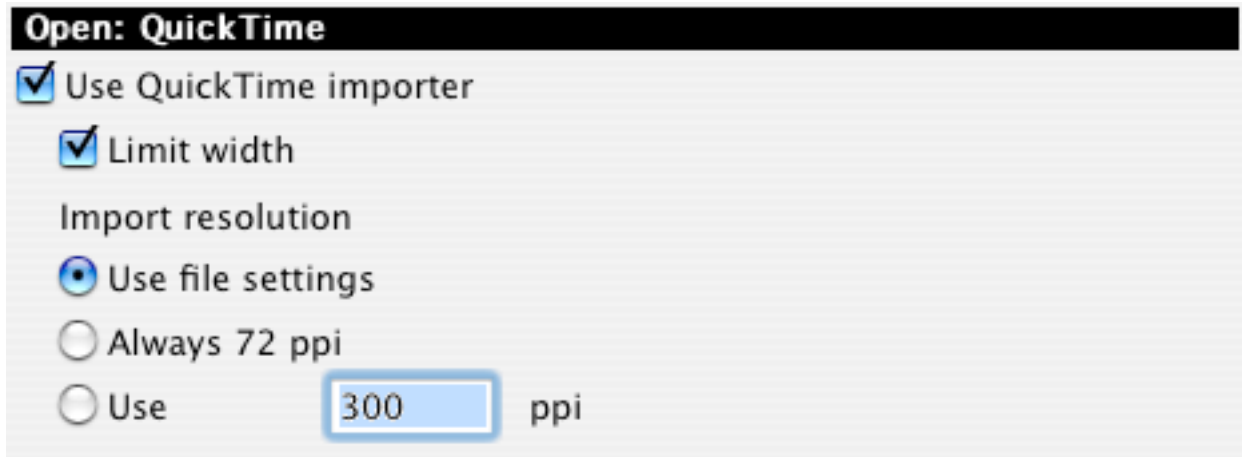 Open: QuickTime
Use QuickTime importer
Limit width
Import resolution
Use file settings
Always 72 ppi
Use 300 ppi